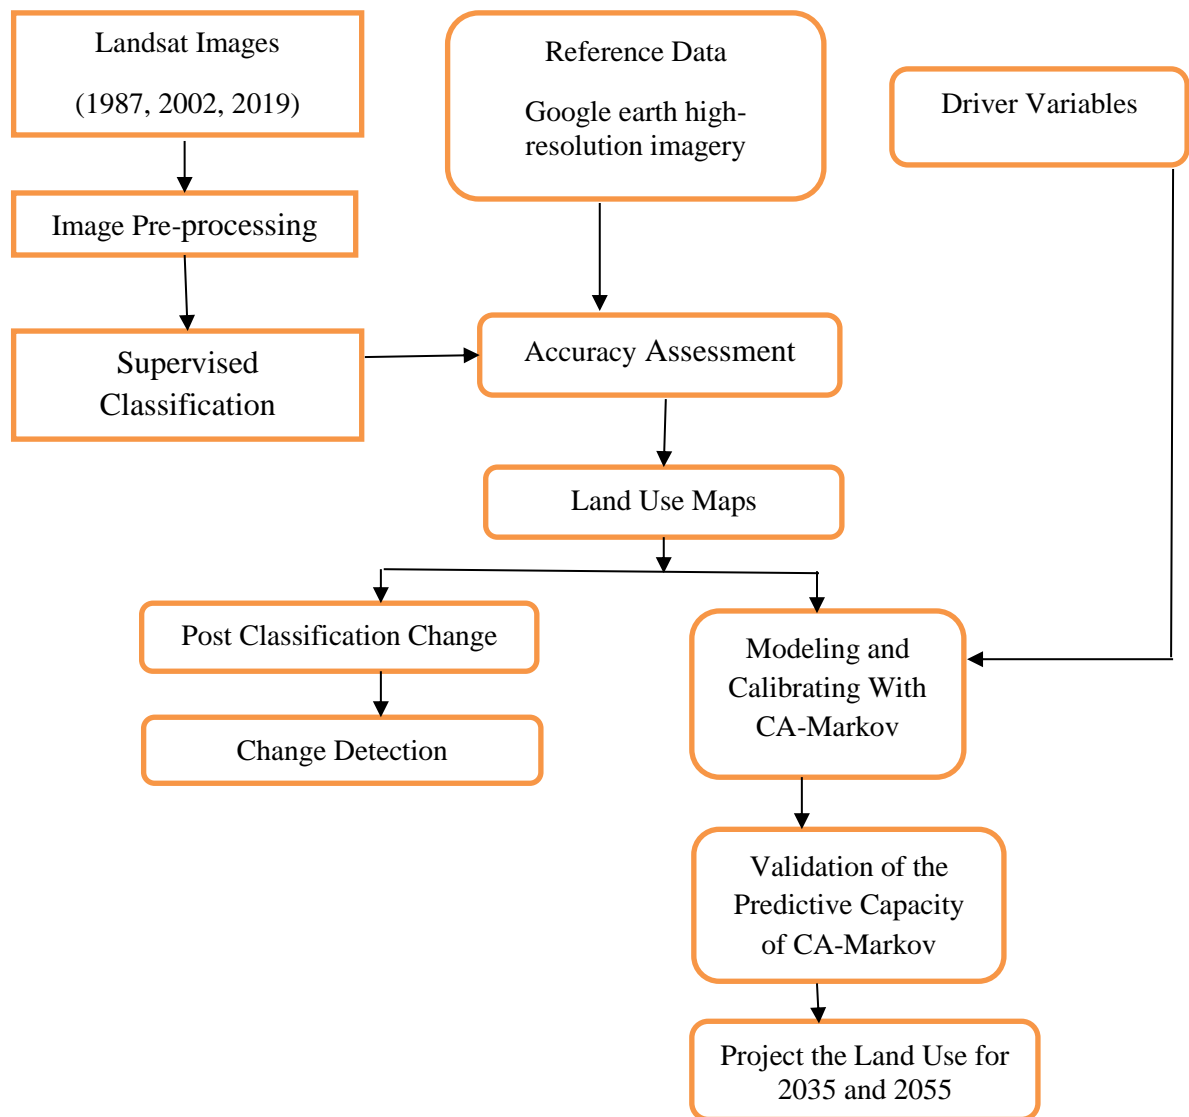 Landsat Images
(1987, 2002, 2019)
Reference Data
Google earth high-
resolution imagery
Driver Variables
Image Pre-processing
Supervised
Classification
Accuracy Assessment
Land Use Maps
Post Classification Change
Change Detection
Modeling and
Calibrating With
CA-Markov
Validation of the
Predictive Capacity
of CA-Markov
Project the Land Use for
2035 and 2055